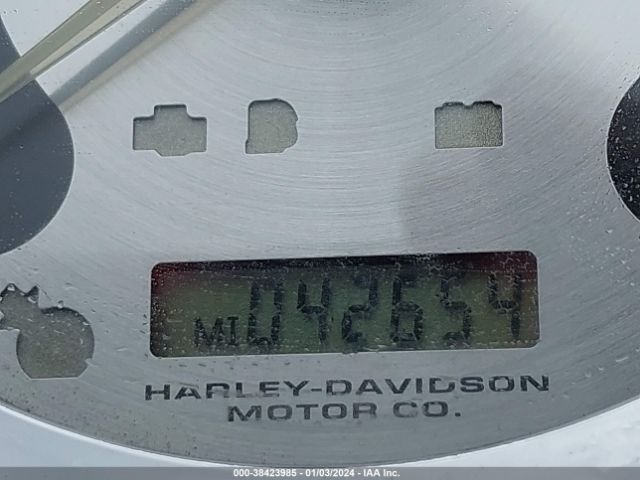 MI 042654
HARLEY-DAVIDSON
MOTOR CO.
000-38423985 - 01/03/2024 - IAA Inc.